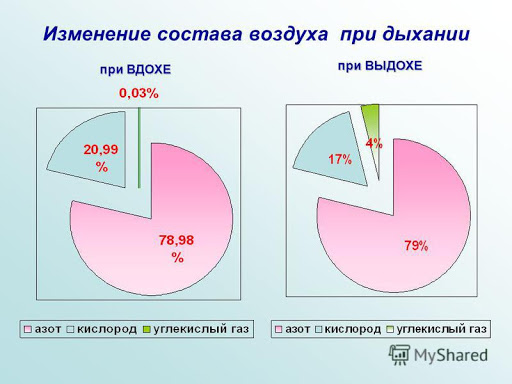 Изменение состава воздуха при дыхании
при ВДОХЕ
0,03%
20,99
%
78,98
%
азот кислород углекислый газ
при ВЫДОХЕ
4%
17%
79%
азот кислород углекислый газ
MyShared